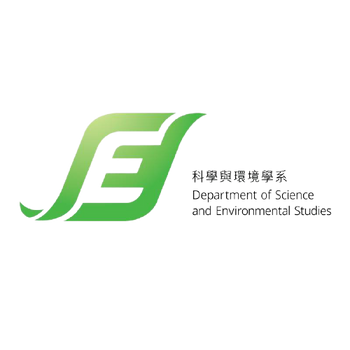 科學與環境學系
Department of Science
and Environmental Studies